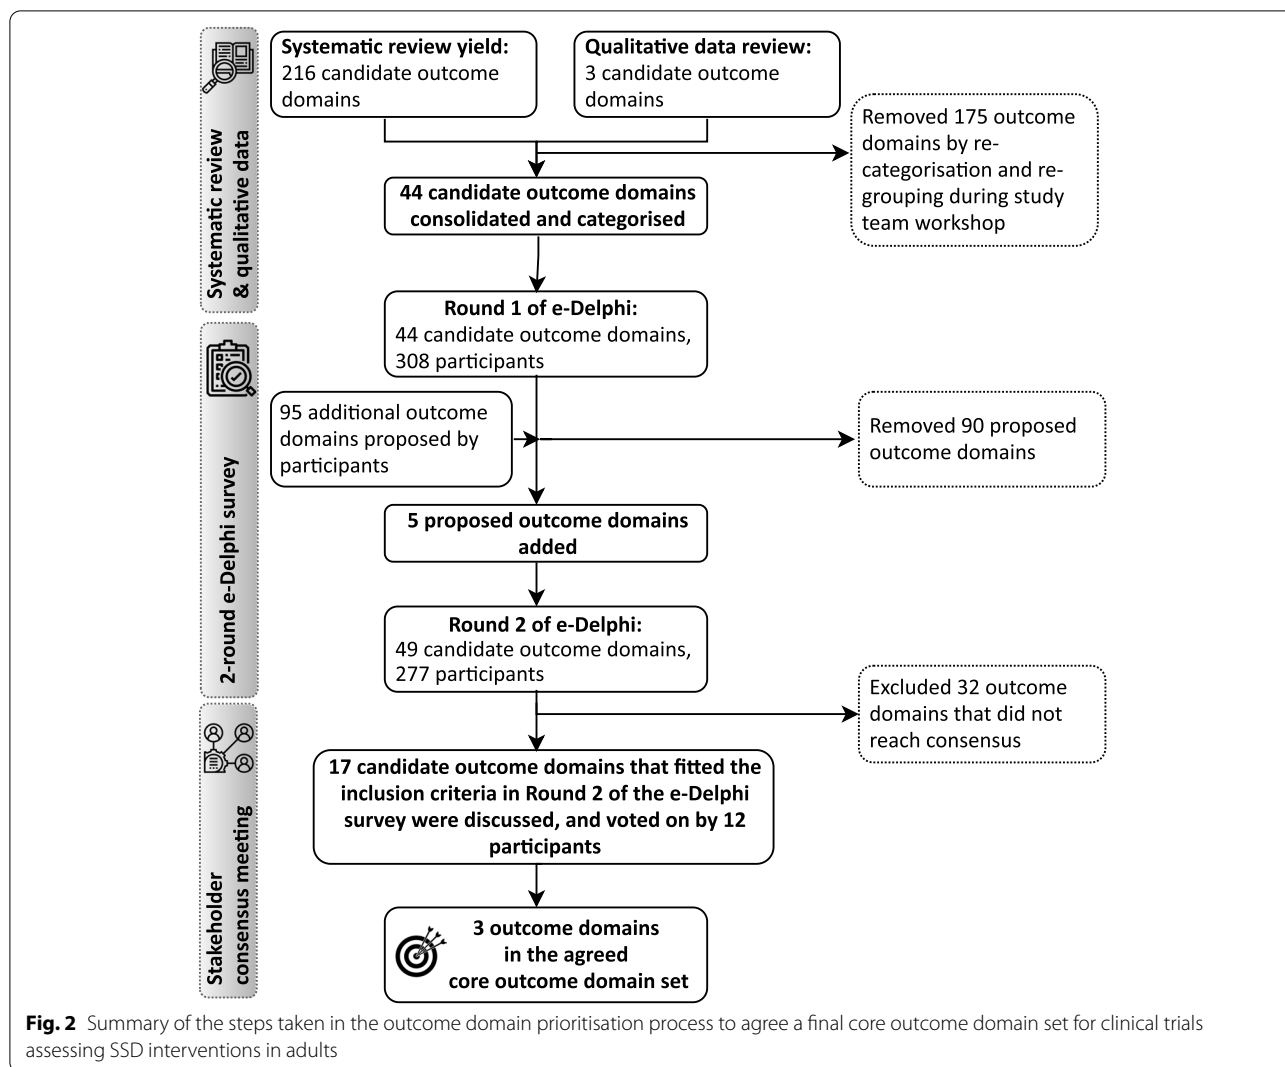 Systematic review & qualitative data
Systematic review yield:
216 candidate outcome
domains
Qualitative data review:
3 candidate outcome
domains
Removed 175 outcome
domains by re-
categorisation and re-
grouping during study
team workshop
44 candidate outcome domains
consolidated and categorised
2-round e-Delphi survey
Round 1 of e-Delphi:
44 candidate outcome domains,
308 participants
95 additional outcome
domains proposed by
participants
Removed 90 proposed
outcome domains
5 proposed outcome domains
added
Round 2 of e-Delphi:
49 candidate outcome domains,
277 participants
Excluded 32 outcome
domains that did not
reach consensus
Stakeholder
consensus meeting
17 candidate outcome domains that fitted the
inclusion criteria in Round 2 of the e-Delphi
survey were discussed, and voted on by 12
participants
3 outcome domains
in the agreed
core outcome domain set
Fig. 2 Summary of the steps taken in the outcome domain prioritisation process to agree a final core outcome domain set for clinical trials
assessing SSD interventions in adults